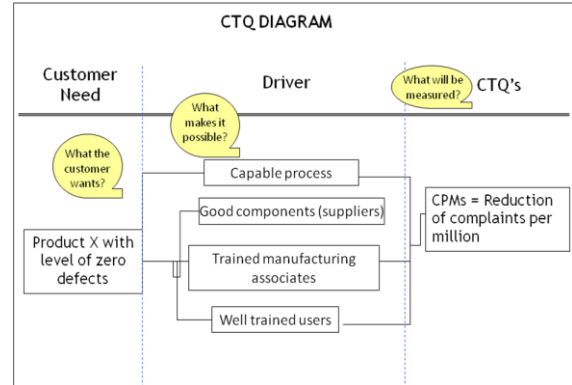 CTQ DIAGRAM
Customer
Need
Driver
CTQ's
What will be
measured?
What
makes it
possible?
What the
customer
wants?
Capable process
Good components (suppliers)
Product X with
level of zero
defects
Trained manufacturing
associates
Well trained users
CPMs = Reduction
of complaints per
million